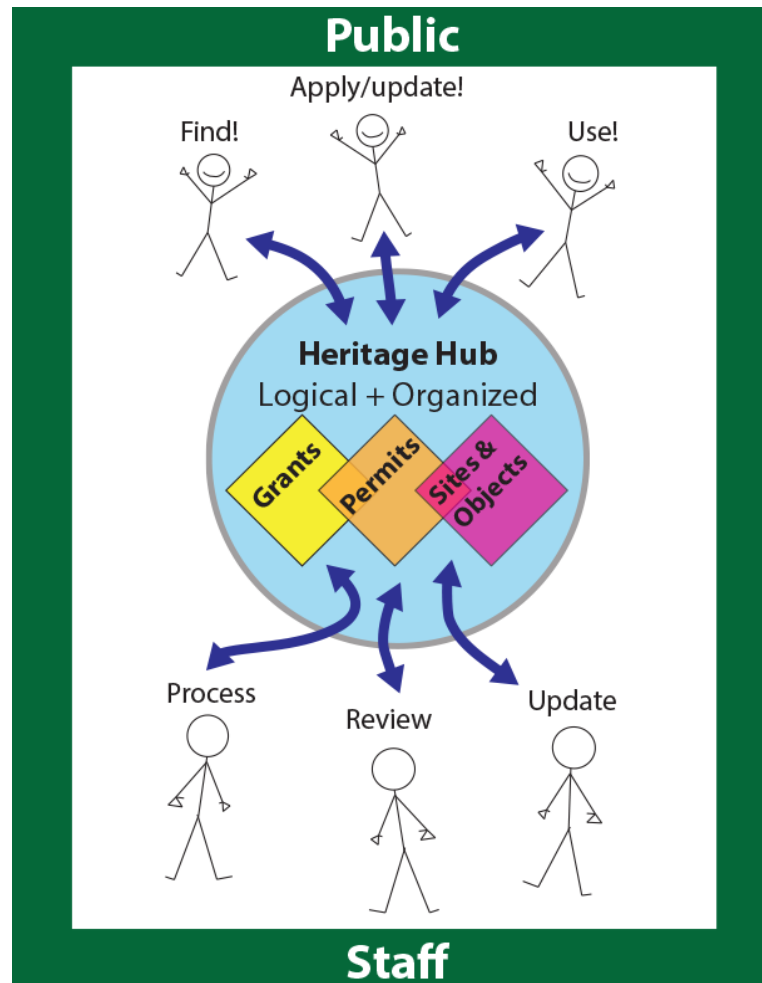 Public
Apply/update!
Find!
Use!
Heritage Hub
Logical + Organized
Grants
Permits
Sites &
Objects
Process
Review
Update
Staff